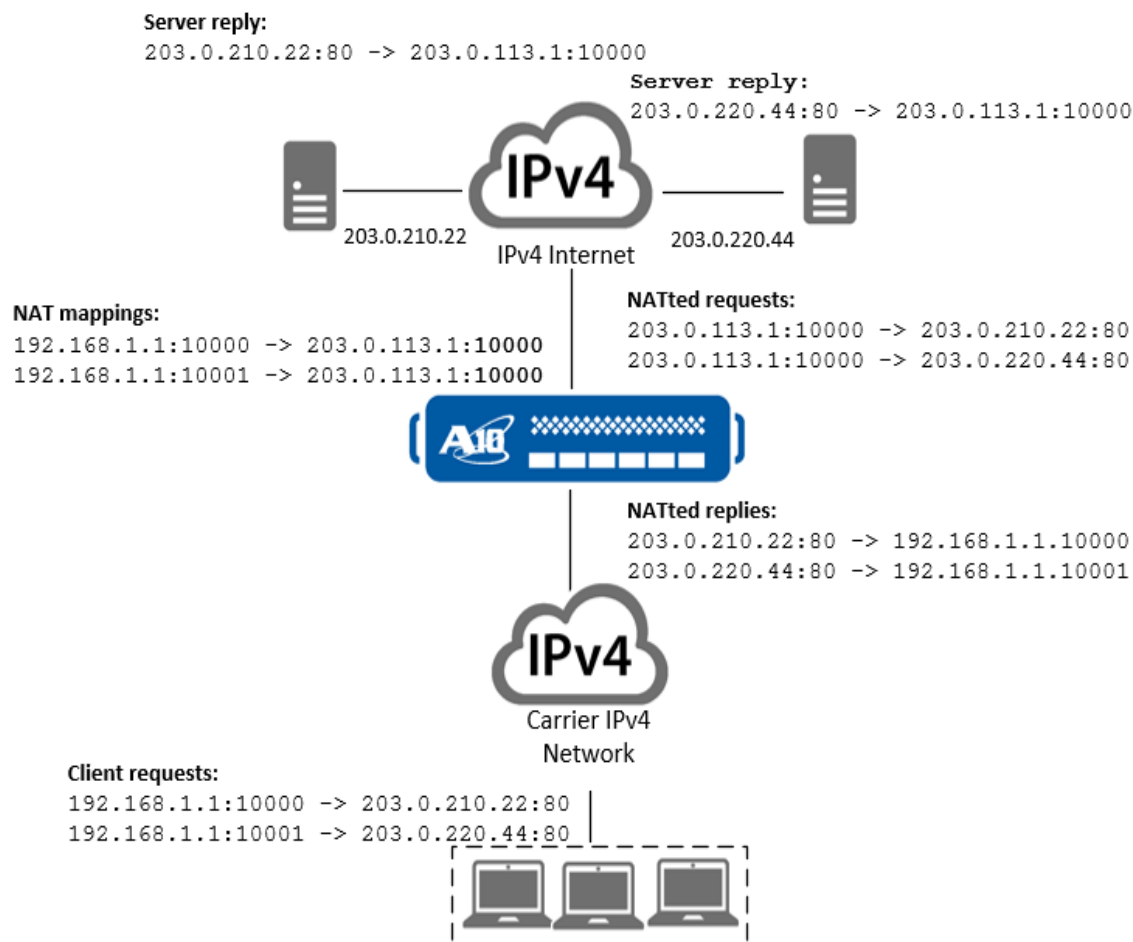 Server reply:
203.0.210.22:80 -> 203.0.113.1:10000
Server reply:
203.0.220.44:80 -> 203.0.113.1:10000
IPv4
203.0.210.22
203.0.220.44
IPv4 Internet
NAT mappings:
192.168.1.1:10000 -> 203.0.113.1:10000
192.168.1.1:10001 -> 203.0.113.1:10000
NATted requests:
203.0.113.1:10000 -> 203.0.210.22:80
203.0.113.1:10000 -> 203.0.220.44:80
A10
NATted replies:
203.0.210.22:80 -> 192.168.1.1.10000
203.0.220.44:80 -> 192.168.1.1.10001
IPv4
Carrier IPv4
Network
Client requests:
192.168.1.1:10000 -> 203.0.210.22:80
192.168.1.1:10001 -> 203.0.220.44:80